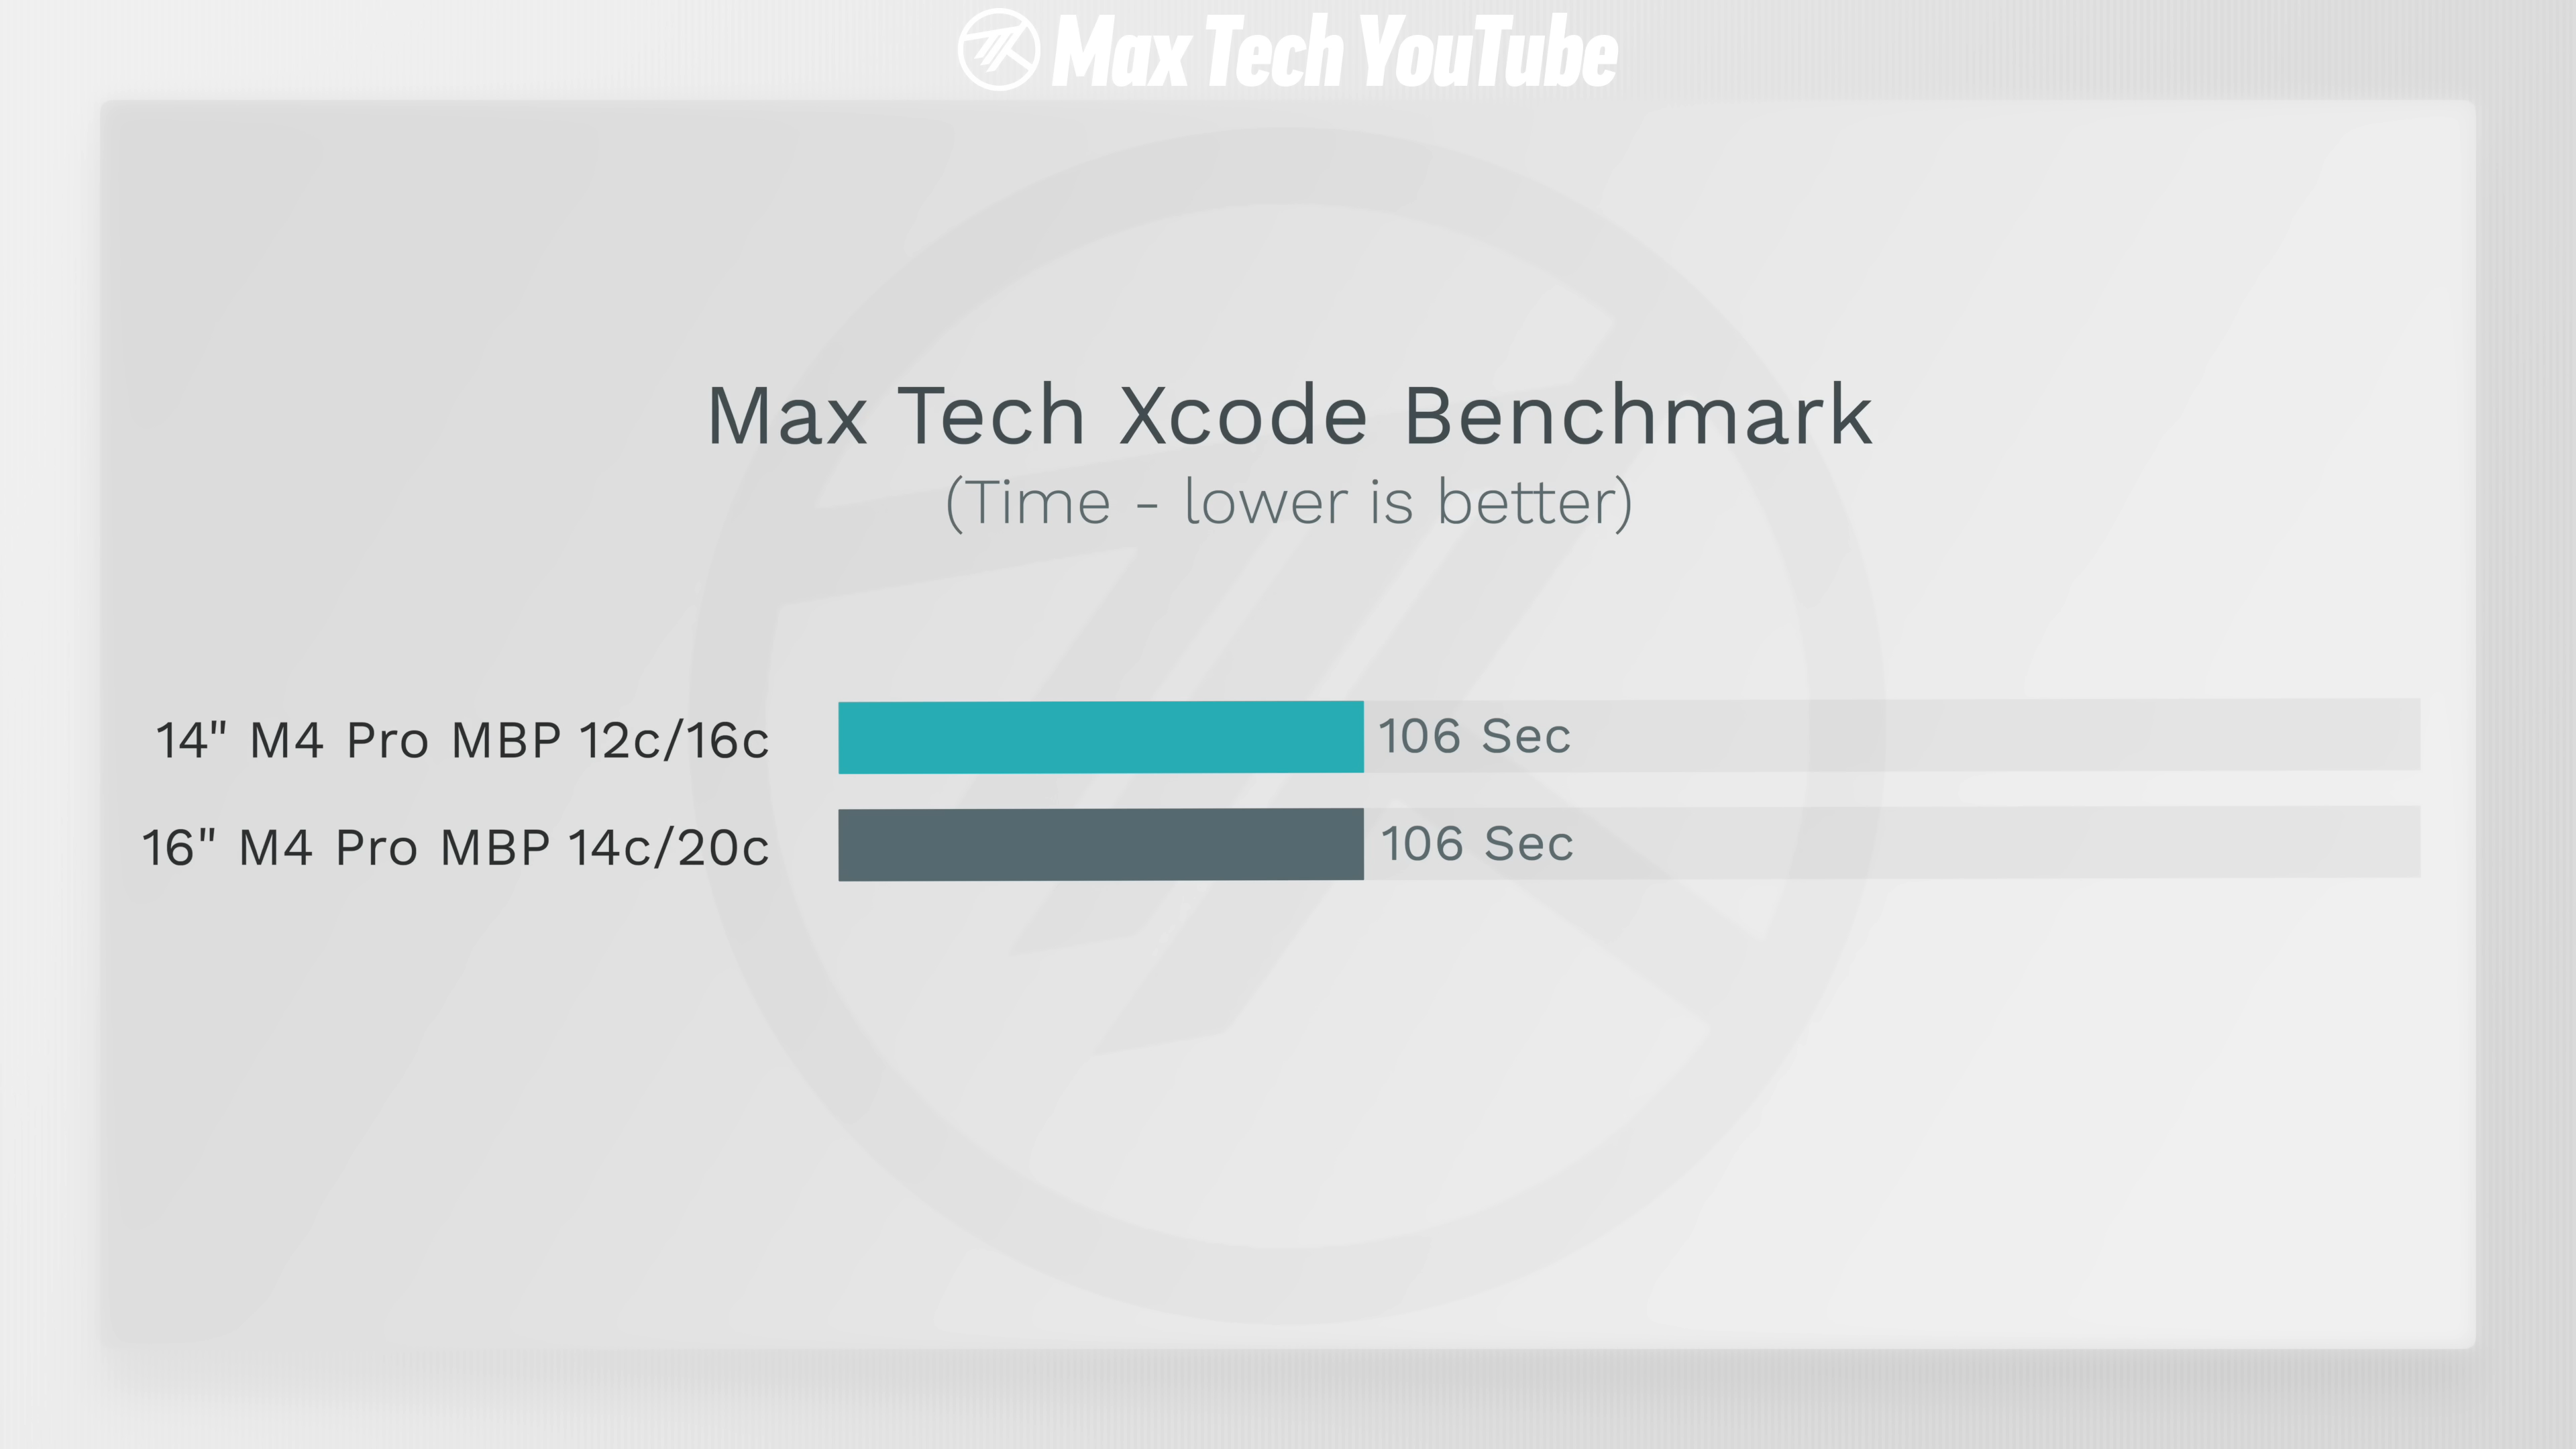 Max Tech YouTube
Max Tech Xcode Benchmark
(Time - lower is better)
14" M4 Pro MBP 12c/16c 106 Sec
16" M4 Pro MBP 14c/20c 106 Sec